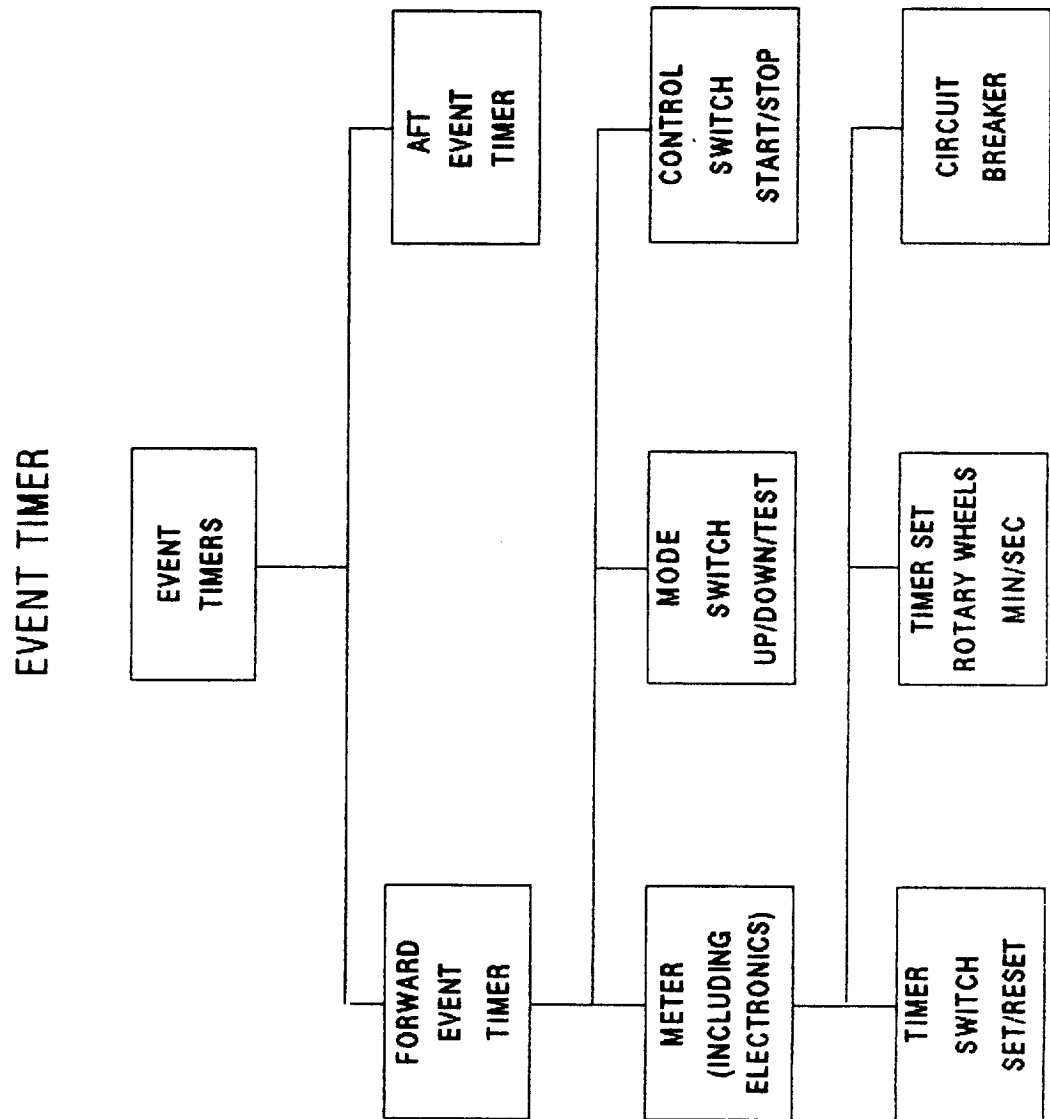 EVENT TIMER
EVENT
TIMERS
FORWARD
EVENT
TIMER
AFT
EVENT
TIMER
METER
(INCLUDING
ELECTRONICS)
MODE
SWITCH
UP/DOWN/TEST
CONTROL
SWITCH
START/STOP
TIMER
SWITCH
SET/RESET
TIMER SET
ROTARY WHEELS
MIN/SEC
CIRCUIT
BREAKER